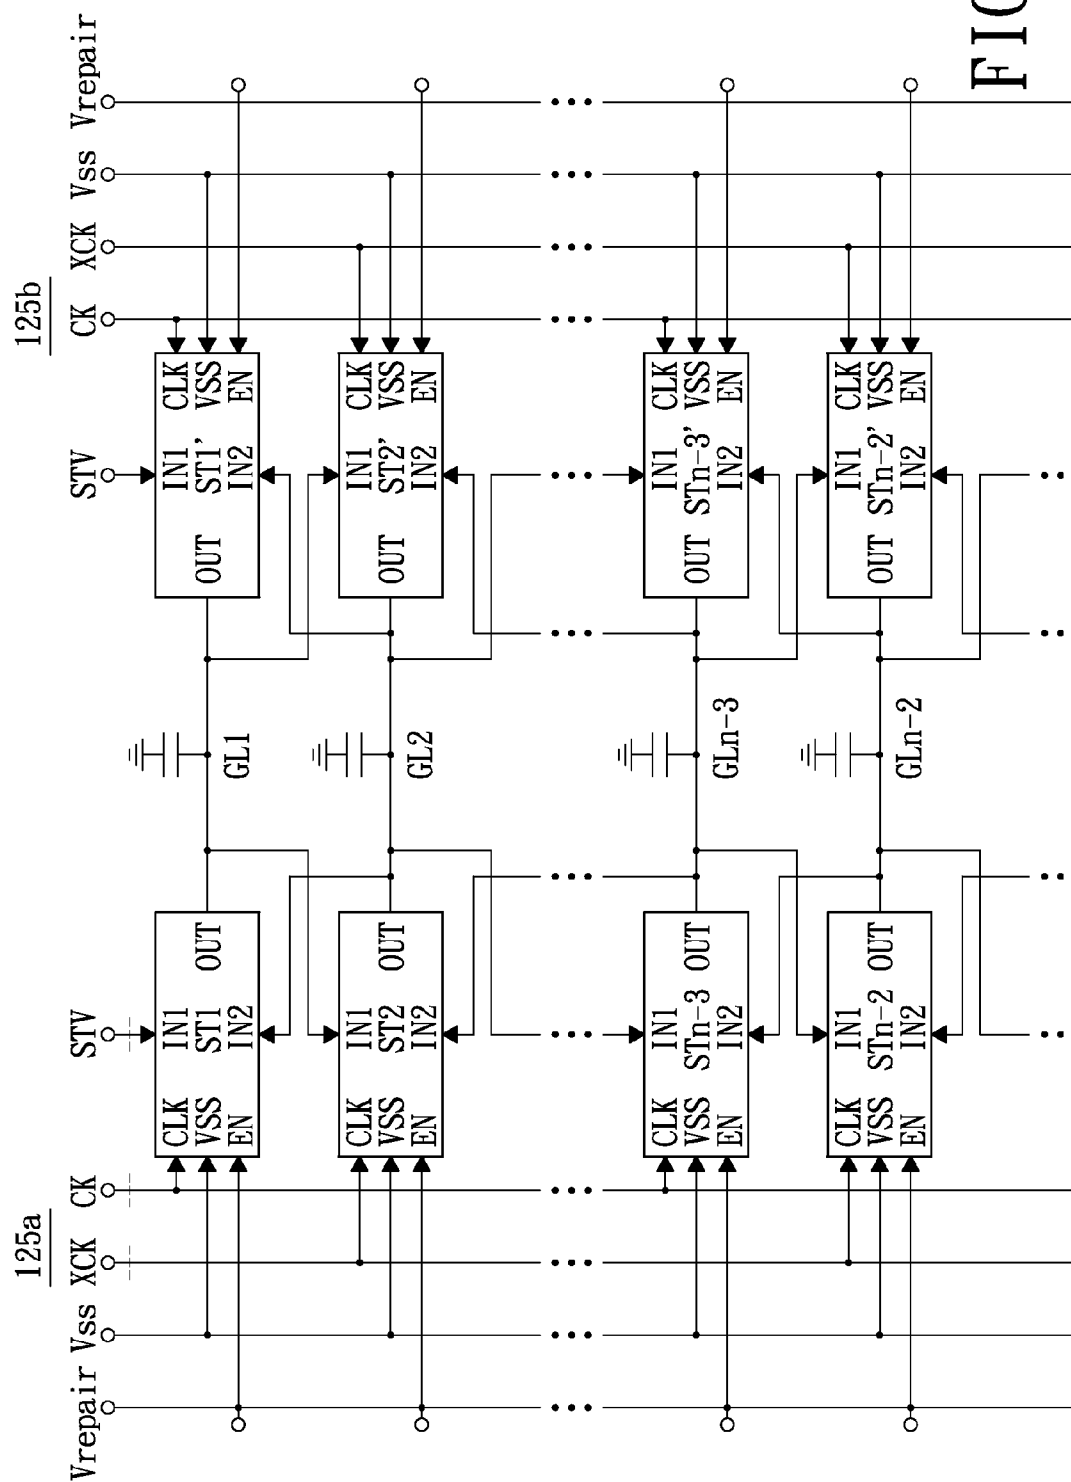 125a 125b
Vrepair Vss XCK CK STV STV CK XCK Vss Vrepair
CLK IN1 IN1 CLK
VSS ST1 OUT OUT ST1' VSS
EN IN2 GL1 IN2 EN
CLK IN1 IN1 CLK
VSS ST2 OUT OUT ST2' VSS
EN IN2 GL2 IN2 EN
CLK IN1 IN1 CLK
VSS STn-3 OUT OUT STn-3' VSS
EN IN2 GLn-3 IN2 EN
CLK IN1 IN1 CLK
VSS STn-2 OUT OUT STn-2' VSS
EN IN2 GLn-2 IN2 EN